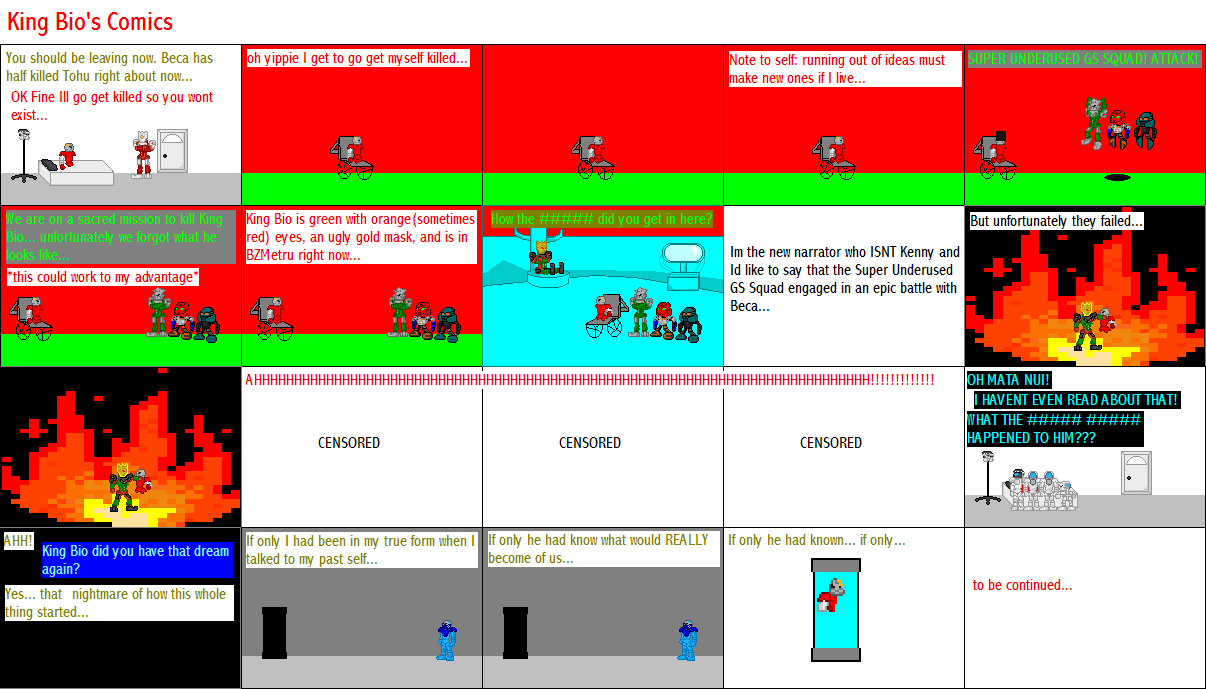 King Bio's Comics
You should be leaving now. Beca has
half killed Tohu right about now...
OK Fine Ill go get killed so you wont
exist...
oh yippie I get to go get myself killed...
Note to self: running out of ideas must
make new ones if I live...
SUPER UNDERUSED GS SQUAD! ATTACK!
We are on a sacred mission to kill King
Bio... unfortunately we forgot what he
looks like...
*this could work to my advantage*
King Bio is green with orange(sometimes
red) eyes, an ugly gold mask, and is in
BZMetru right now...
How the ##### did you get in here?
Im the new narrator who ISNT Kenny and
Id like to say that the Super Underused
GS Squad engaged in an epic battle with
Beca...
But unfortunately they failed...
AHHHHHHHHHHHHHHHHHHHHHHHHHHHHHHHHHHHHHHHHHHHHHHHHHHHHHHHHHHHHHHHHHHHHHHHHHHHHH!!!!!!!!!!!!!
CENSORED
CENSORED
CENSORED
OH MATA NUI!
I HAVENT EVEN READ ABOUT THAT!
WHAT THE ##### #####
HAPPENED TO HIM???
AHH!
King Bio did you have that dream
again?
Yes... that nightmare of how this whole
thing started...
If only I had been in my true form when I
talked to my past self...
If only he had know what would REALLY
become of us...
If only he had known... if only...
to be continued...